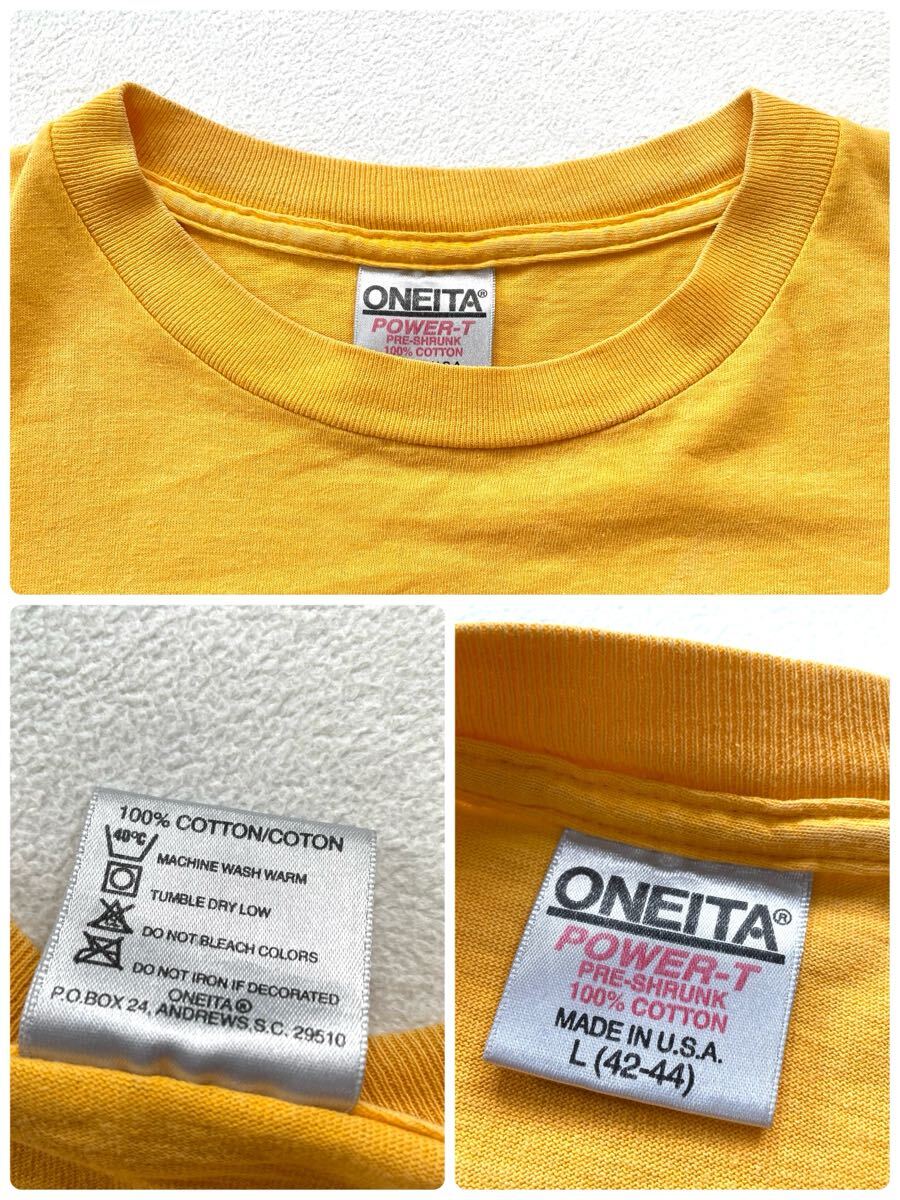 ONEITA®
POWER-T
PRE-SHRUNK
100% COTTON
U.S.A.
100% COTTON/COTON
40°C
MACHINE WASH WARM
TUMBLE DRY LOW
DO NOT BLEACH COLORS
DO NOT IRON IF DECORATED
ONEITA®
P.O.BOX 24, ANDREWS S.C. 29510
ONEITA®
POWER-T
PRE-SHRUNK
100% COTTON
MADE IN U.S.A.
L (42-44)